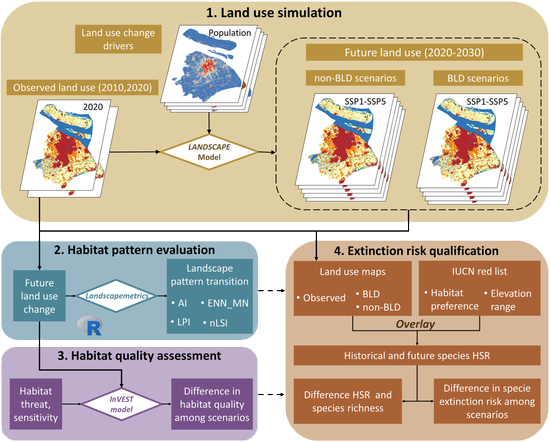 1. Land use simulation
Land use change
drivers
Population
Observed land use (2010,2020)
2020
LANDSCAPE
Model
Future land use (2020-2030)
non-BLD scenarios
BLD scenarios
SSP1-SSP5
SSP1-SSP5
2. Habitat pattern evaluation
Future
land use
change
Landscapemetrics
Landscape
pattern transition
• AI
• ENN_MN
• LPI
• nLSI
R
3. Habitat quality assessment
Habitat
threat,
sensitivity
InVEST
model
Difference in
habitat quality
among scenarios
4. Extinction risk qualification
Land use maps
• Observed
• BLD
• non-BLD
IUCN red list
• Habitat
preference
• Elevation
range
Overlay
Historical and future species HSR
Difference HSR and
species richness
Difference in specie
extinction risk among
scenarios